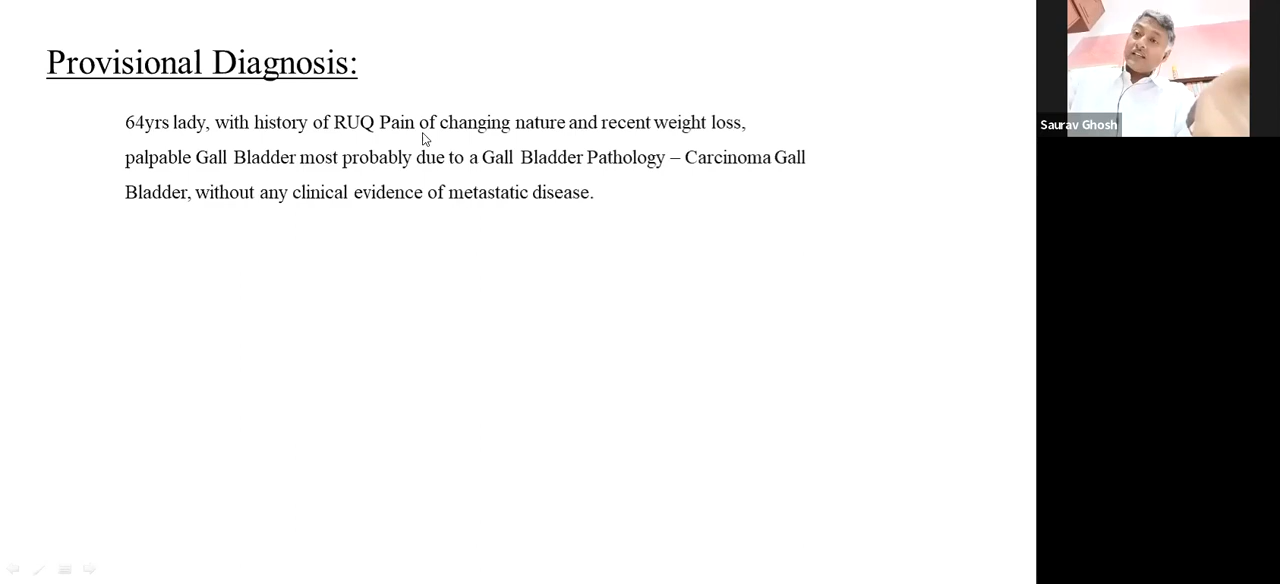 Provisional Diagnosis:
64yrs lady, with history of RUQ Pain of changing nature and recent weight loss,
palpable Gall Bladder most probably due to a Gall Bladder Pathology – Carcinoma Gall
Bladder, without any clinical evidence of metastatic disease.
Saurav Ghosh